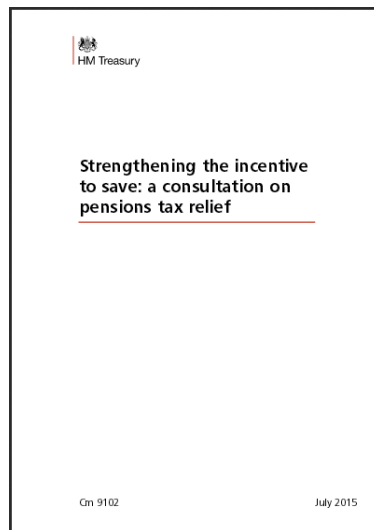 HM Treasury
Strengthening the incentive
to save: a consultation on
pensions tax relief
Cm 9102
July 2015